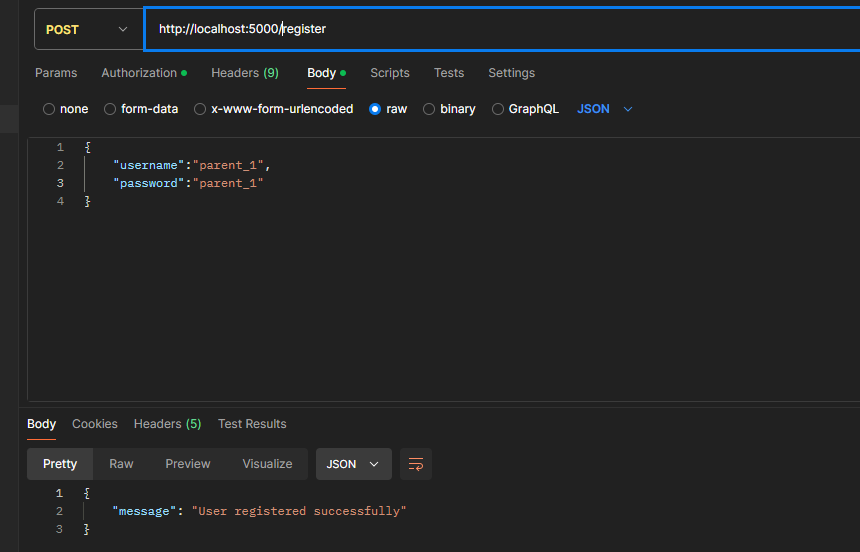 POST http://localhost:5000/register
Params Authorization Headers (9) Body Scripts Tests Settings
none form-data x-www-form-urlencoded raw binary GraphQL JSON
1 {
2 "username":"parent_1",
3 "password":"parent_1"
4 }
Body Cookies Headers (5) Test Results
Pretty Raw Preview Visualize JSON
1 {
2 "message": "User registered successfully"
3 }